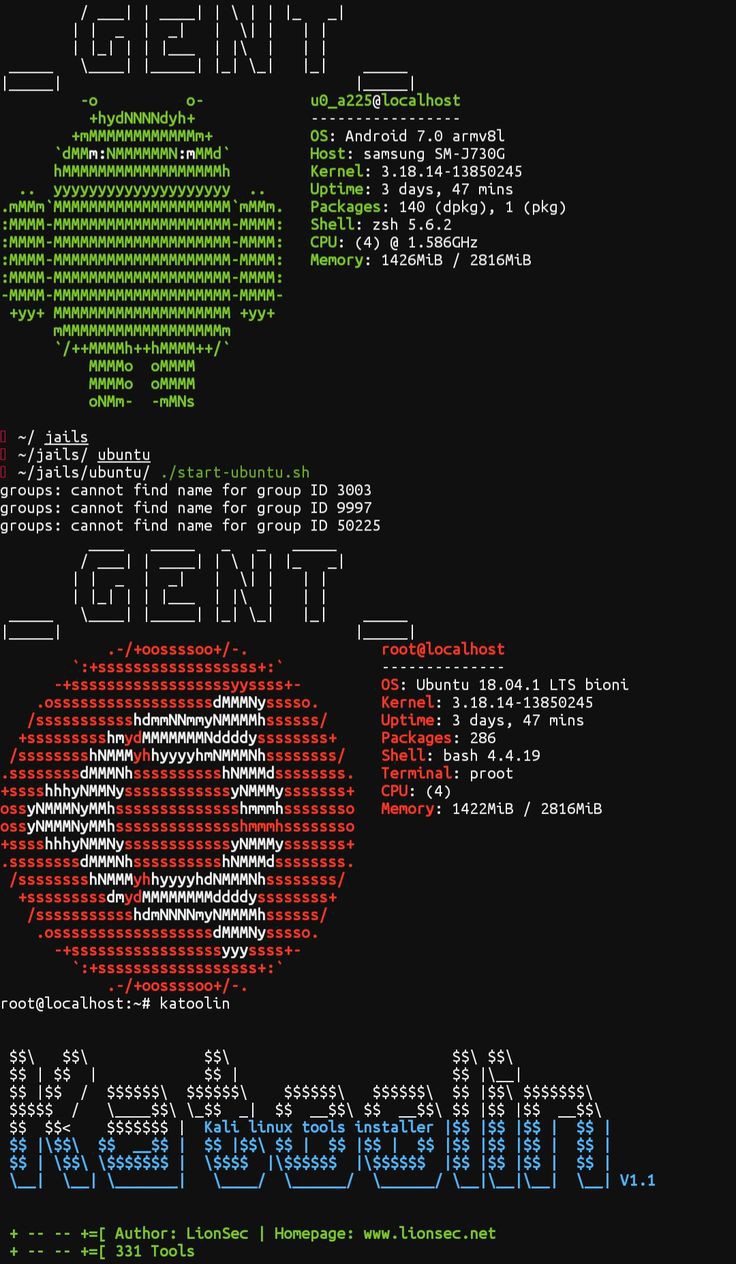 _ GENT _
u0_a225@localhost
-----------------
OS: Android 7.0 armv8l
Host: samsung SM-J730G
Kernel: 3.18.14-13850245
Uptime: 3 days, 47 mins
Packages: 140 (dpkg), 1 (pkg)
Shell: zsh 5.6.2
CPU: (4) @ 1.586GHz
Memory: 1426MiB / 2816MiB
~/ jails
~/jails/ ubuntu
~/jails/ubuntu/ ./start-ubuntu.sh
groups: cannot find name for group ID 3003
groups: cannot find name for group ID 9997
groups: cannot find name for group ID 50225
_ GENT _
root@localhost
--------------
OS: Ubuntu 18.04.1 LTS bioni
Kernel: 3.18.14-13850245
Uptime: 3 days, 47 mins
Packages: 286
Shell: bash 4.4.19
Terminal: proot
CPU: (4)
Memory: 1422MiB / 2816MiB
root@localhost:~# katoolin
Katoolin
Kali linux tools installer
V1.1
+ -- -- +=[ Author: LionSec | Homepage: www.lionsec.net
+ -- -- +=[ 331 Tools